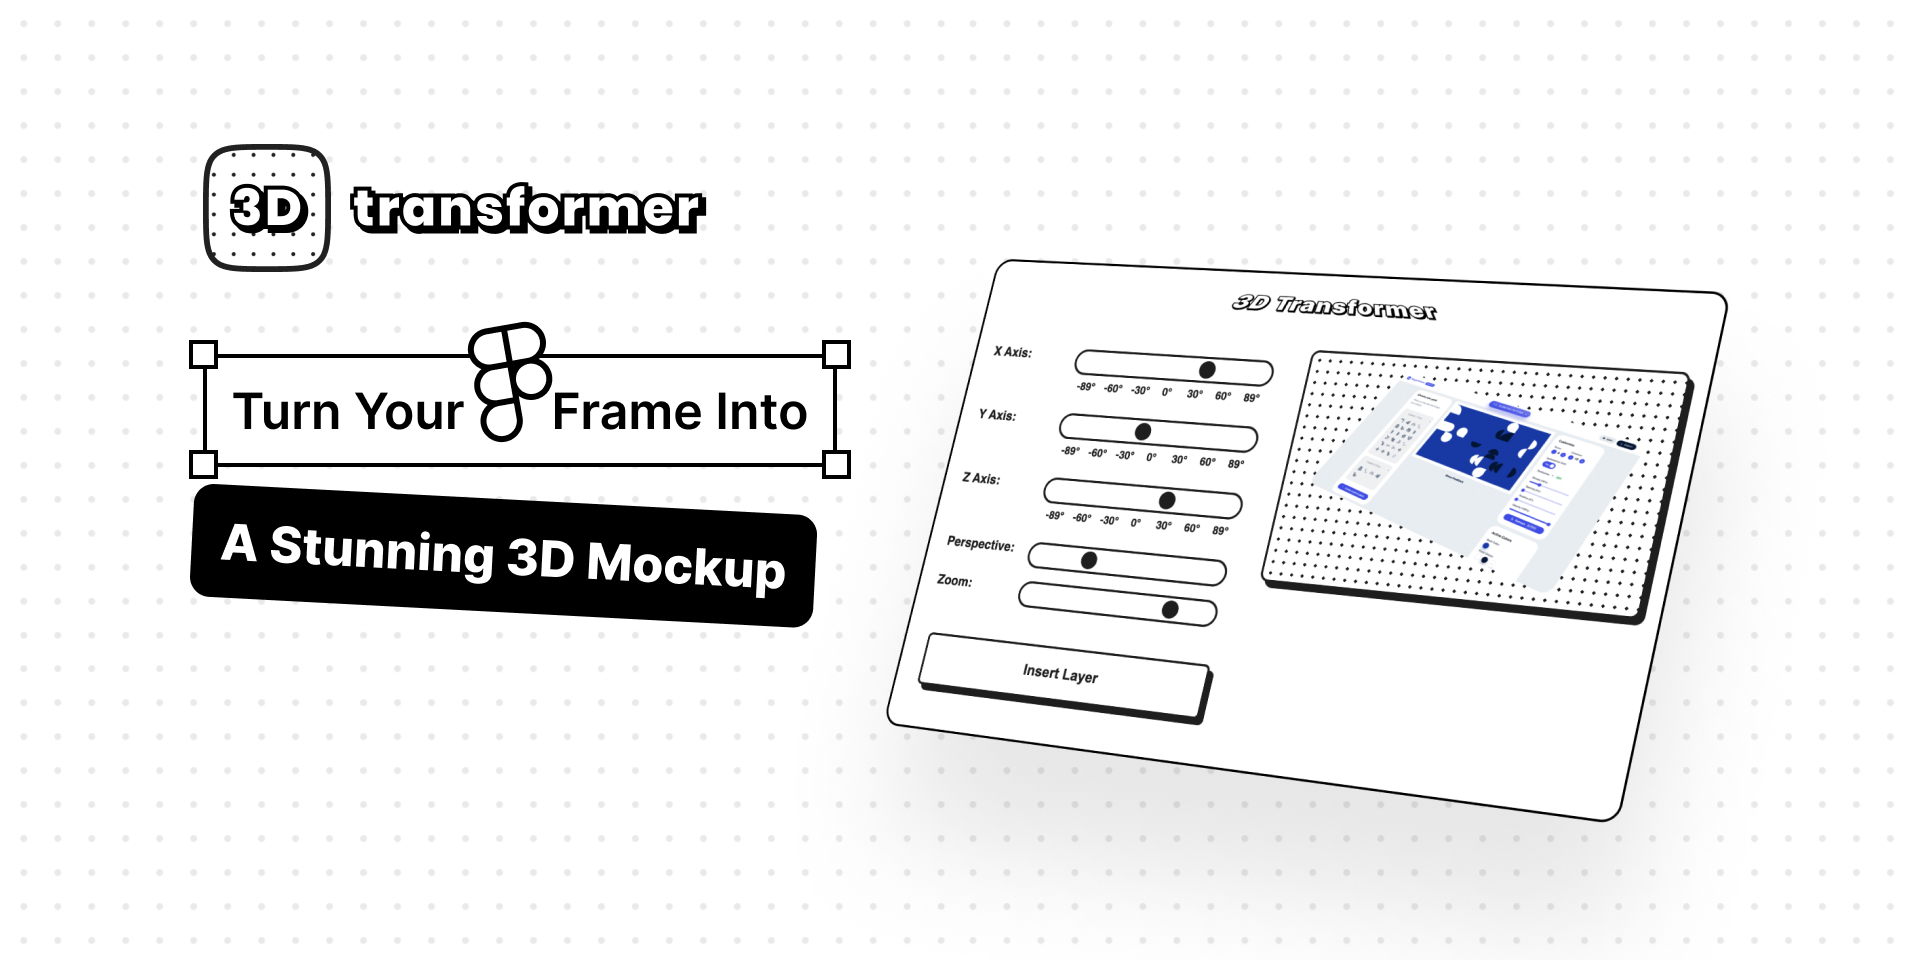 3D transformer
Turn Your Frame Into
A Stunning 3D Mockup
3D Transformer
X Axis:
-89° -60° -30° 0° 30° 60° 89°
Y Axis:
-89° -60° -30° 0° 30° 60° 89°
Z Axis:
-89° -60° -30° 0° 30° 60° 89°
Perspective:
Zoom:
Insert Layer